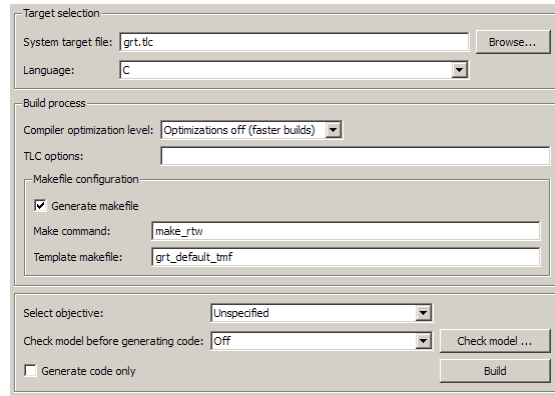 Target selection
System target file: grt.tlc Browse...
Language: C
Build process
Compiler optimization level: Optimizations off (faster builds)
TLC options:
Makefile configuration
Generate makefile
Make command: make_rtw
Template makefile: grt_default_tmf
Select objective: Unspecified
Check model before generating code: Off Check model ...
Generate code only Build